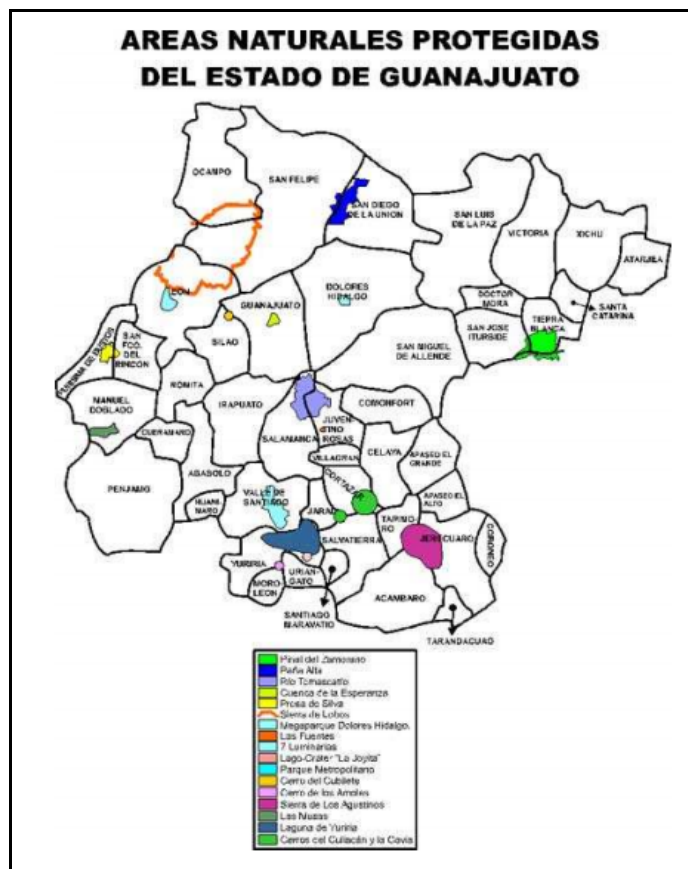 AREAS NATURALES PROTEGIDAS
DEL ESTADO DE GUANAJUATO
OCAMPO
SAN FELIPE
SAN DIEGO
DE LA UNION
SAN LUIS
DE LA PAZ
VICTORIA
XICHU
ATARJEA
LEON
GUANAJUATO
DOLORES
HIDALGO
DOCTOR
MORA
SANTA
CATARINA
TIERRA
BLANCA
SAN JOSE
ITURBIDE
SILAO
SAN MIGUEL
DE ALLENDE
PURISIMA DE BUSTOS
SAN
FCO.
DEL
RINCON
ROMITA
MANUEL
DOBLADO
IRAPUATO
COMONFORT
CUERAMARO
SALAMANCA
JUVEN-
TINO
ROSAS
VILLAGRAN
CELAYA
APASEO EL
GRANDE
PENJAMO
ABASOLO
HUANI-
MARO
VALLE DE
SANTIAGO
CORTAZAR
JARAL
APASEO EL
ALTO
TARIMO-
RO
JERECUARO
CORONEO
SALVATIERRA
YURIRIA
URIAN-
GATO
MORO
LEON
ACAMBARO
SANTIAGO
MARAVATIO
TARANDACUAO
Pinal del Zamorano
Peña Alta
Río Temascatío
Cuenca de la Esperanza
Presa de Silva
Sierra de Lobos
Megaparque Dolores Hidalgo.
Las Fuentes
7 Luminarias
Lago-Crater "La Joyita"
Parque Metropolitano
Cerro del Cubilete
Cerro de los Amoles
Sierra de Los Agustinos
Las Musas
Laguna de Yuriria
Cerros del Culiacán y la Gavia